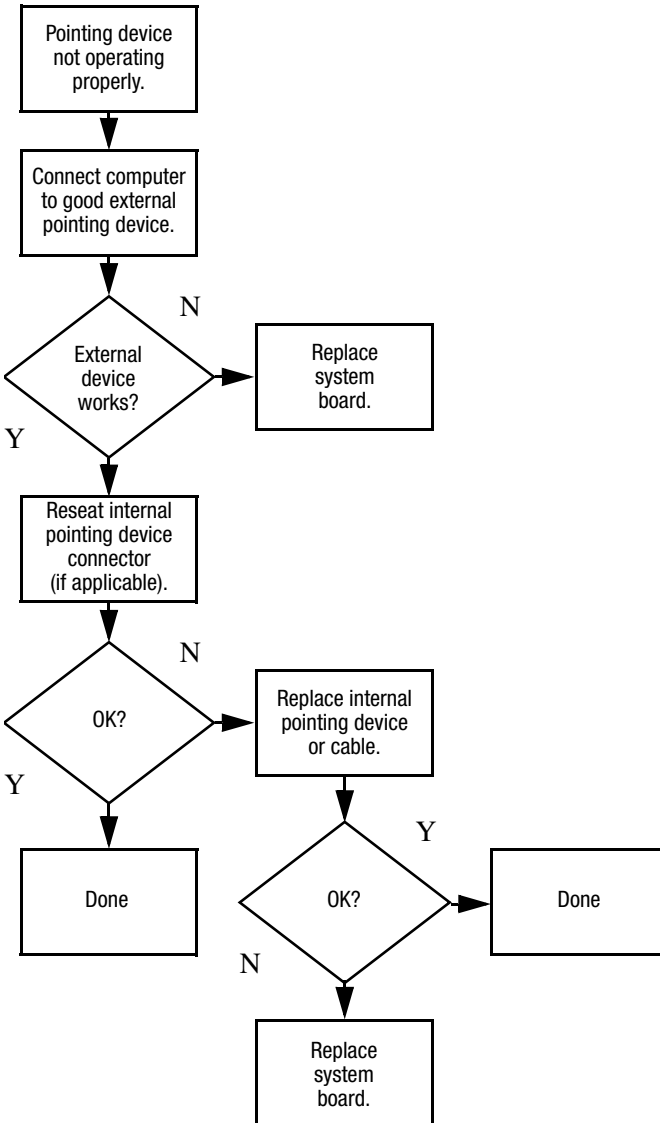 Pointing device
not operating
properly.
Connect computer
to good external
pointing device.
N
External
device
works?
Replace
system
board.
Y
Reseat internal
pointing device
connector
(if applicable).
N
OK?
Replace internal
pointing device
or cable.
Y
Y
Done
OK?
Done
N
Replace
system
board.